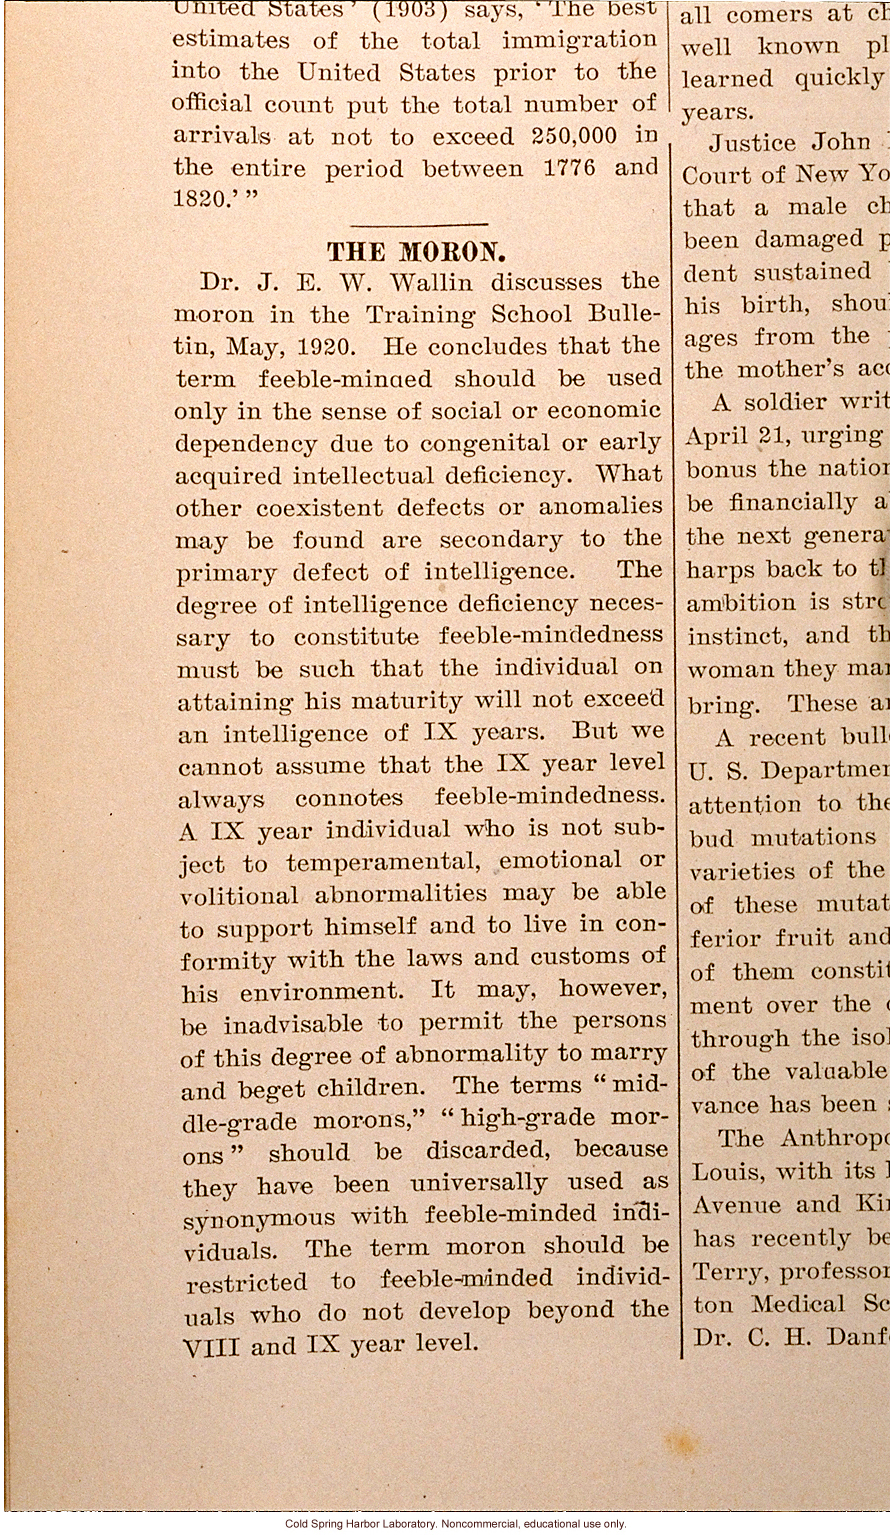 United States' (1903) says, 'The best
estimates of the total immigration
into the United States prior to the
official count put the total number of
arrivals at not to exceed 250,000 in
the entire period between 1776 and
1820.' "
THE MORON.
Dr. J. E. W. Wallin discusses the
moron in the Training School Bulle-
tin, May, 1920. He concludes that the
term feeble-minded should be used
only in the sense of social or economic
dependency due to congenital or early
acquired intellectual deficiency. What
other coexistent defects or anomalies
may be found are secondary to the
primary defect of intelligence. The
degree of intelligence deficiency neces-
sary to constitute feeble-mindedness
must be such that the individual on
attaining his maturity will not exceed
an intelligence of IX years. But we
cannot assume that the IX year level
always connotes feeble-mindedness.
A IX year individual who is not sub-
ject to temperamental, emotional or
volitional abnormalities may be able
to support himself and to live in con-
formity with the laws and customs of
his environment. It may, however,
be inadvisable to permit the persons
of this degree of abnormality to marry
and beget children. The terms "mid-
dle-grade morons," "high-grade mor-
ons" should be discarded, because
they have been universally used as
synonymous with feeble-minded indi-
viduals. The term moron should be
restricted to feeble-minded individ-
uals who do not develop beyond the
VIII and IX year level.
all comers at
well known
learned quickly
years.
Justice John
Court of New
that a male
been damaged
dent sustained
his birth,
ages from the
the mother's
A soldier
April 21, urging
bonus the
be financially
the next
harps back to
ambition is
instinct, and
woman they
bring. These
A recent
U. S.
attention to
bud mutations
varieties of the
of these
ferior fruit and
of them
ment over the
through the
of the valuable
vance has been
The
Louis, with its
Avenue and
has recently
Terry, professor
ton Medical
Dr. C. H.
Cold Spring Harbor Laboratory. Noncommercial, educational use only.